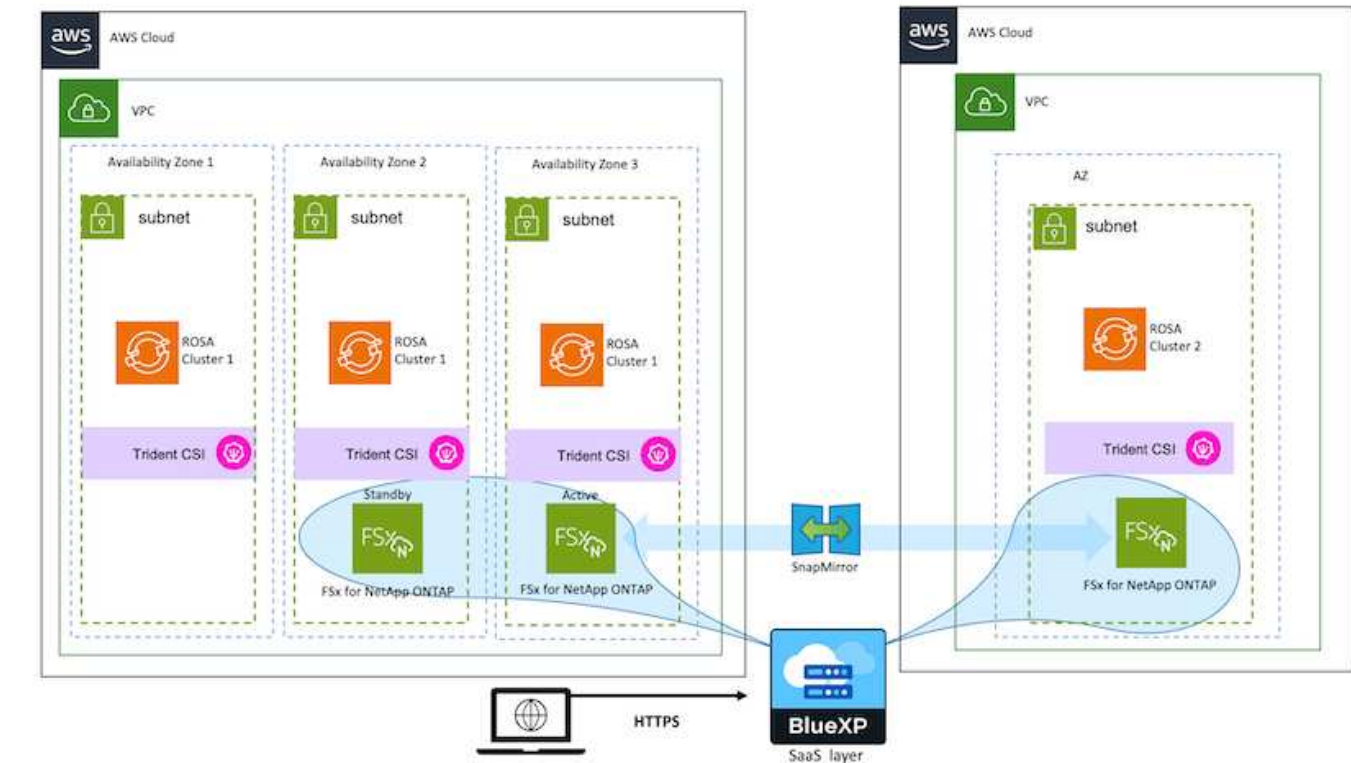 aws
AWS Cloud
VPC
Availability Zone 1
subnet
ROSA
Cluster 1
Trident CSI
Availability Zone 2
subnet
ROSA
Cluster 1
Trident CSI
Standby
FSx
N
FSx for NetApp ONTAP
Availability Zone 3
subnet
ROSA
Cluster 1
Trident CSI
Active
FSx
N
FSx for NetApp ONTAP
SnapMirror
aws
AWS Cloud
VPC
AZ
subnet
ROSA
Cluster 2
Trident CSI
FSx
N
FSx for NetApp ONTAP
HTTPS
BlueXP
SaaS layer